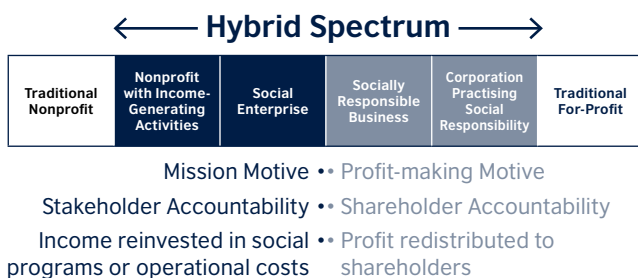 Hybrid Spectrum
Traditional
Nonprofit
Nonprofit
with Income-
Generating
Activities
Social
Enterprise
Socially
Responsible
Business
Corporation
Practising
Social
Responsibility
Traditional
For-Profit
Mission Motive •• Profit-making Motive
Stakeholder Accountability •• Shareholder Accountability
Income reinvested in social •• Profit redistributed to
programs or operational costs shareholders